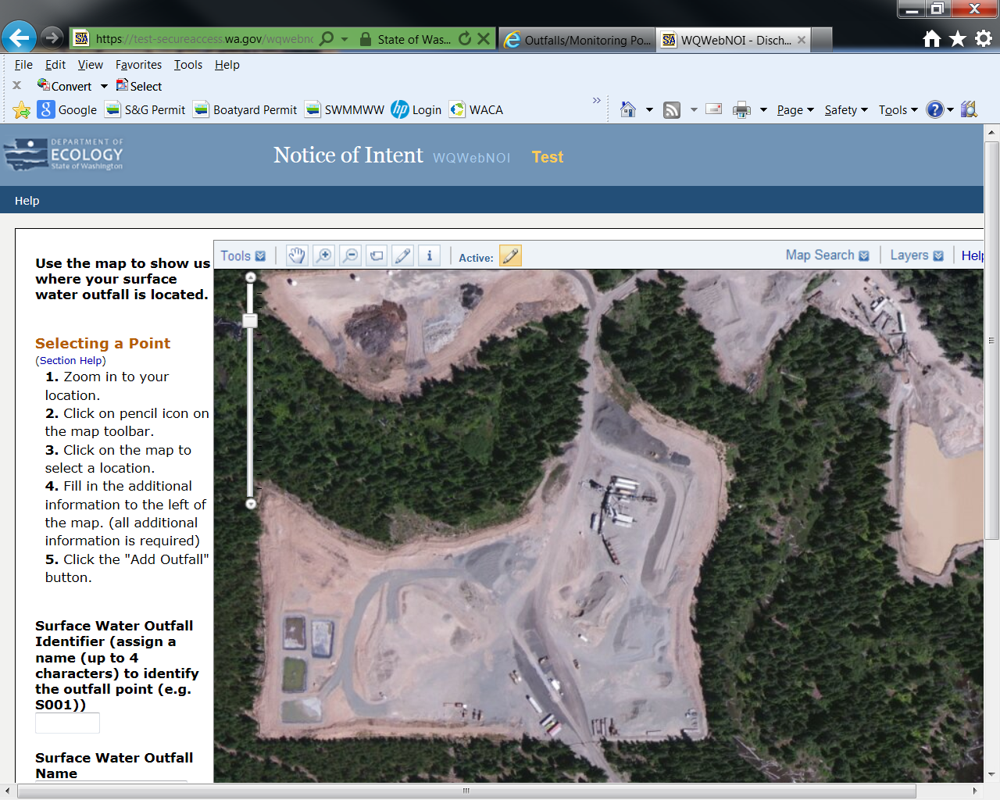 https://test-secureaccess.wa.gov/wqwebno
State of Was...
Outfalls/Monitoring Po...
WQWebNOI - Disch...
File Edit View Favorites Tools Help
x Convert Select
Google S&G Permit Boatyard Permit SWMMWW Login WACA
Page Safety Tools
DEPARTMENT OF
ECOLOGY
State of Washington
Notice of Intent WQWebNOI Test
Help
Tools Active: Map Search Layers Help
Use the map to show us
where your surface
water outfall is located.
Selecting a Point
(Section Help)
1. Zoom in to your
location.
2. Click on pencil icon on
the map toolbar.
3. Click on the map to
select a location.
4. Fill in the additional
information to the left of
the map. (all additional
information is required)
5. Click the "Add Outfall"
button.
Surface Water Outfall
Identifier (assign a
name (up to 4
characters) to identify
the outfall point (e.g.
S001))
Surface Water Outfall
Name